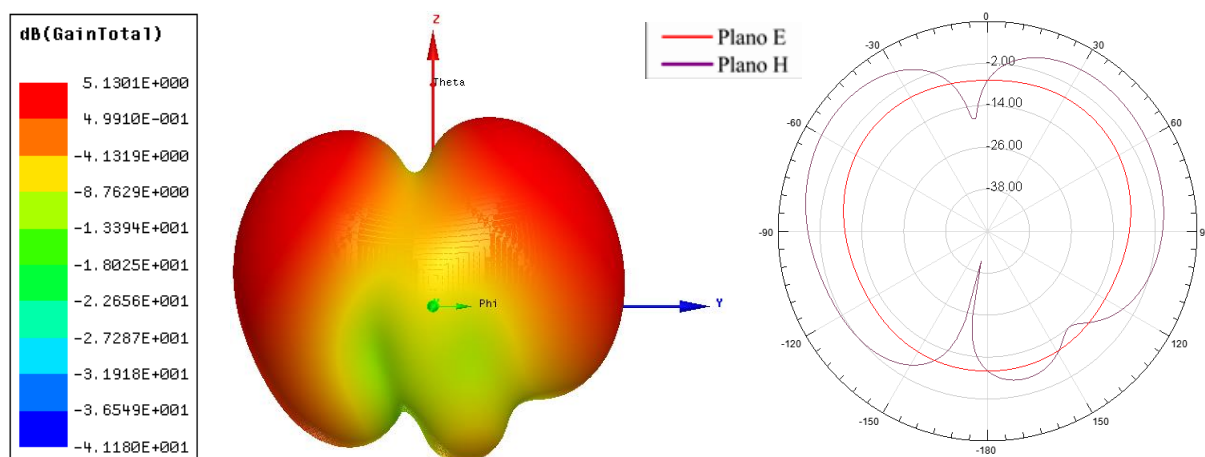 dB(GainTotal)
5.1301E+000
4.9910E-001
-4.1319E+000
-8.7629E+000
-1.3394E+001
-1.8025E+001
-2.2656E+001
-2.7287E+001
-3.1918E+001
-3.6549E+001
-4.1180E+001
Z
Theta
Phi
Y
Plano E
Plano H
0
-30
30
-2.00
-14.00
-60
60
-26.00
-38.00
-90
9
-120
120
-150
150
-180